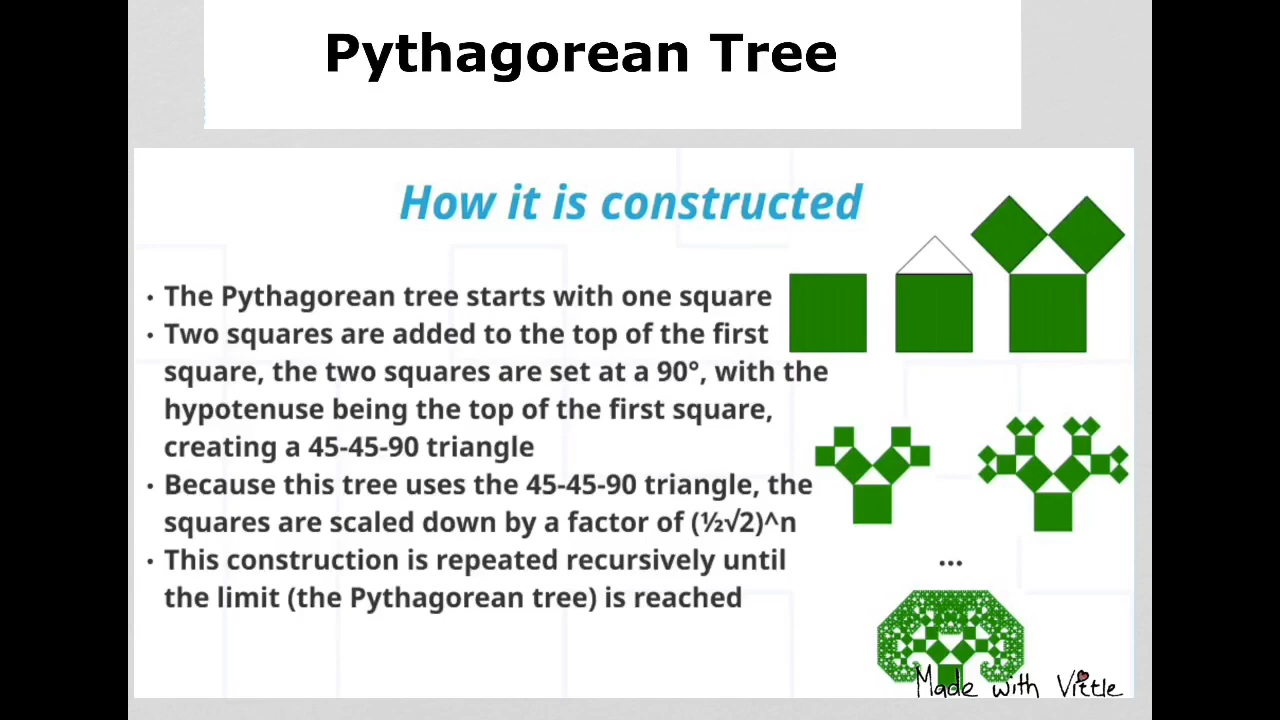 Pythagorean Tree
How it is constructed
• The Pythagorean tree starts with one square
• Two squares are added to the top of the first
square, the two squares are set at a 90°, with the
hypotenuse being the top of the first square,
creating a 45-45-90 triangle
• Because this tree uses the 45-45-90 triangle, the
squares are scaled down by a factor of (½√2)^n
• This construction is repeated recursively until
the limit (the Pythagorean tree) is reached
...
Made with Vittle